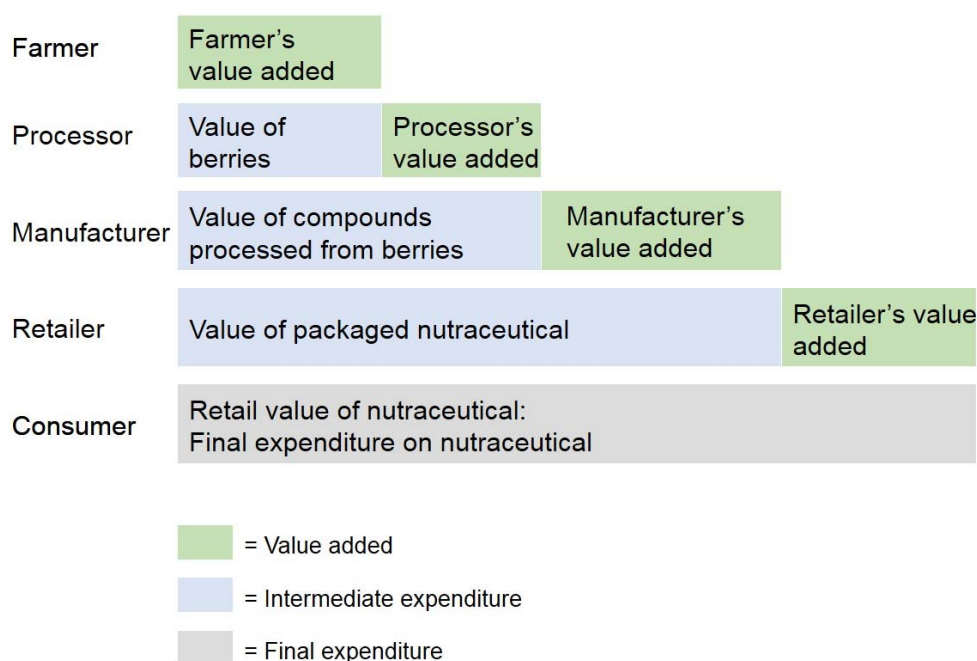 Farmer
Farmer’s
value added
Processor
Value of
berries
Processor’s
value added
Manufacturer
Value of compounds
processed from berries
Manufacturer’s
value added
Retailer
Value of packaged nutraceutical
Retailer’s value
added
Consumer
Retail value of nutraceutical:
Final expenditure on nutraceutical
= Value added
= Intermediate expenditure
= Final expenditure